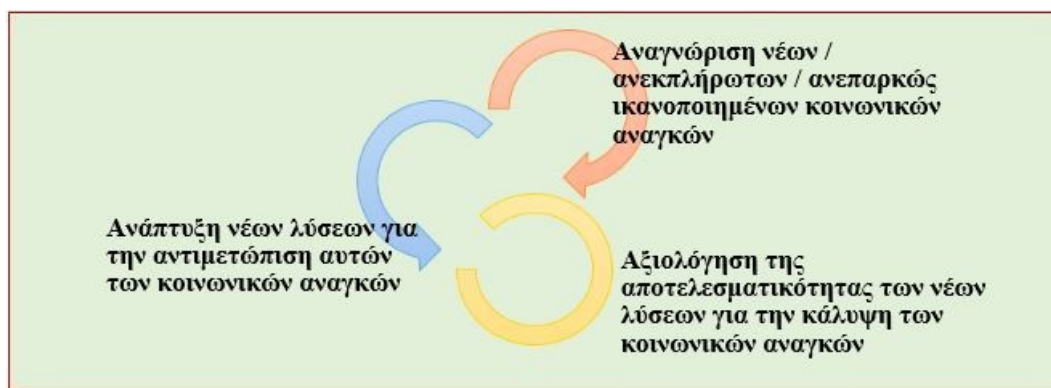 Αναγνώριση νέων /
ανεκπλήρωτων / ανεπαρκώς
ικανοποιημένων κοινωνικών
αναγκών
Ανάπτυξη νέων λύσεων για
την αντιμετώπιση αυτών
των κοινωνικών αναγκών
Αξιολόγηση της
αποτελεσματικότητας των νέων
λύσεων για την κάλυψη των
κοινωνικών αναγκών